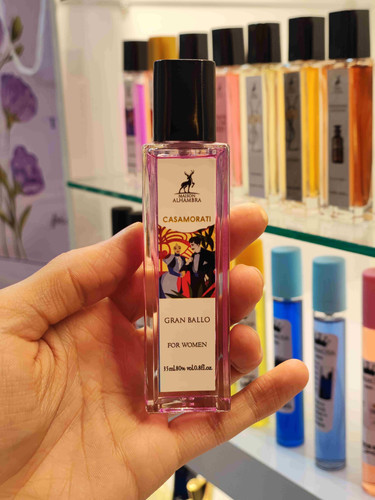 MAISON
ALHAMBRA
CASAMORATI
GRAN BALLO
FOR WOMEN